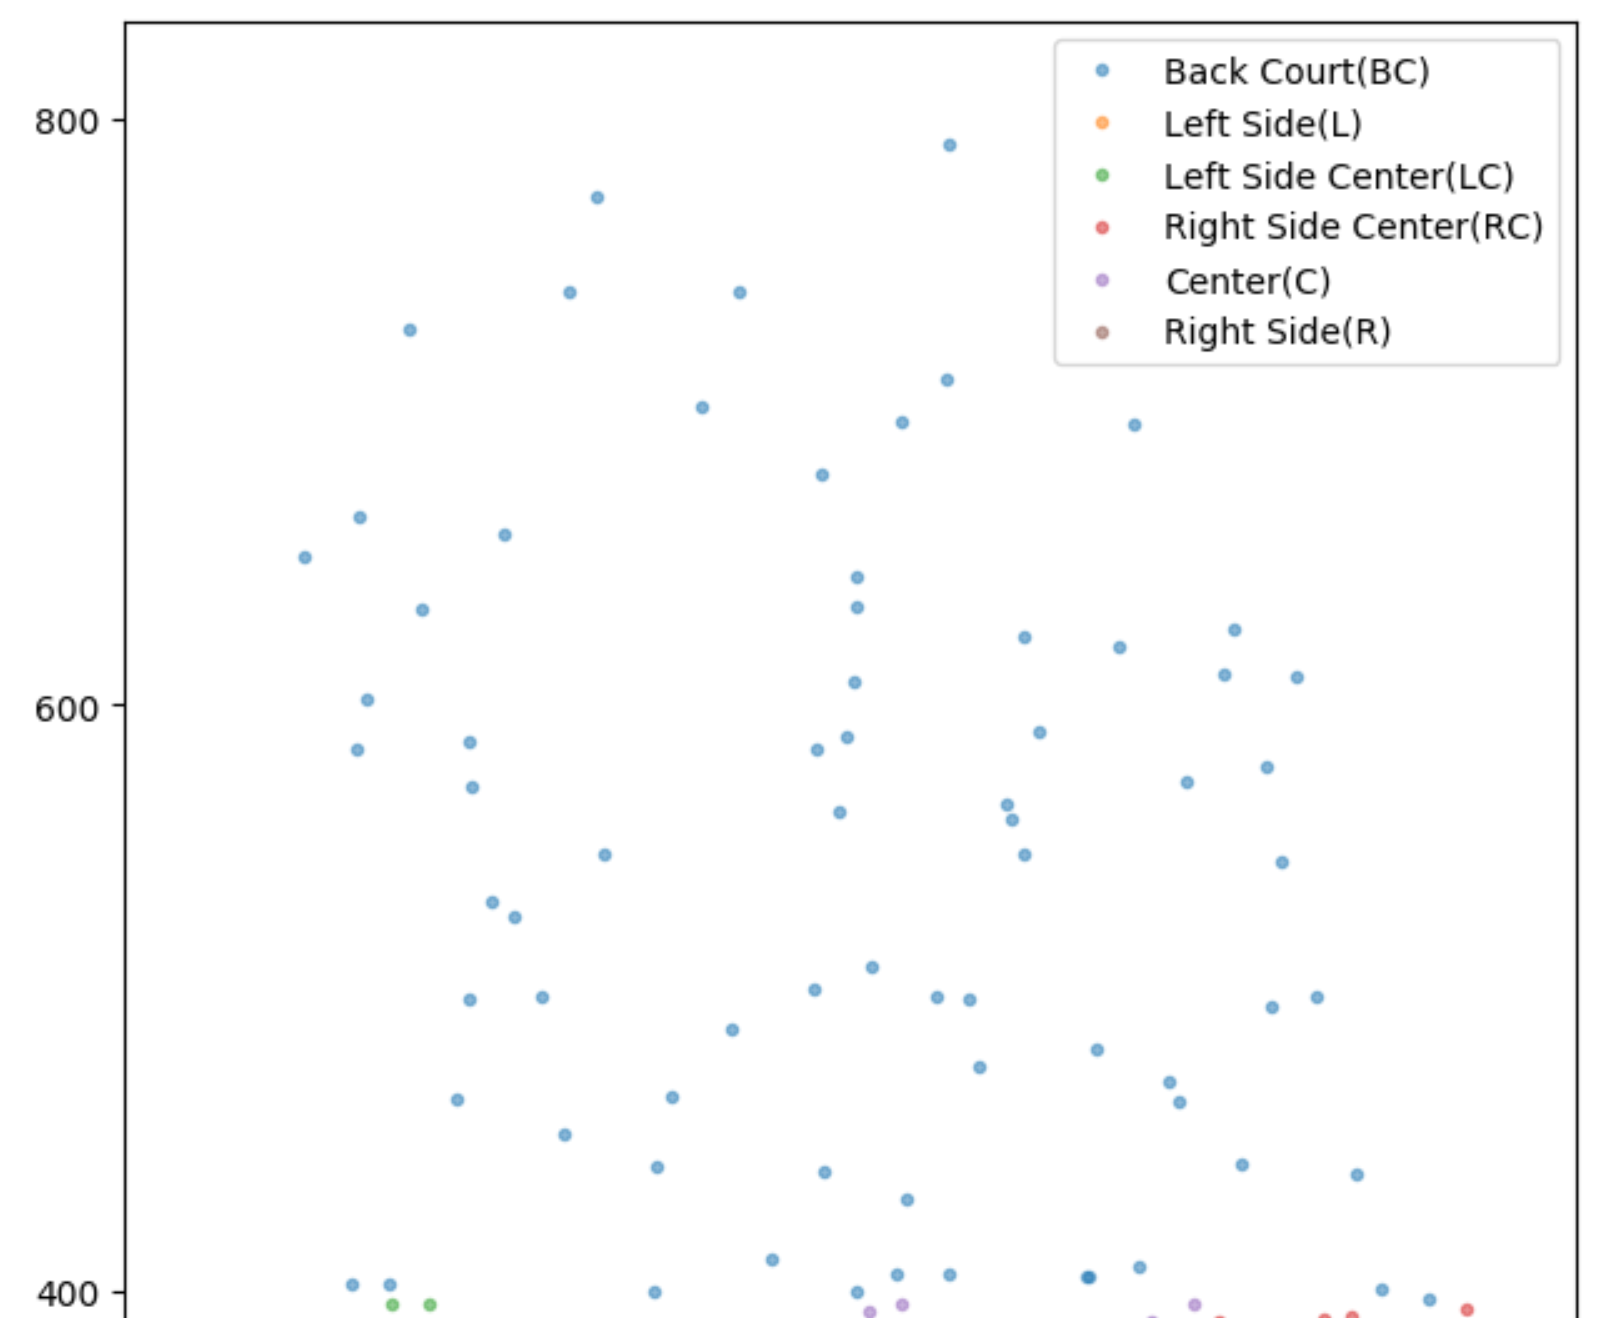 800
600
400
Back Court(BC)
Left Side(L)
Left Side Center(LC)
Right Side Center(RC)
Center(C)
Right Side(R)